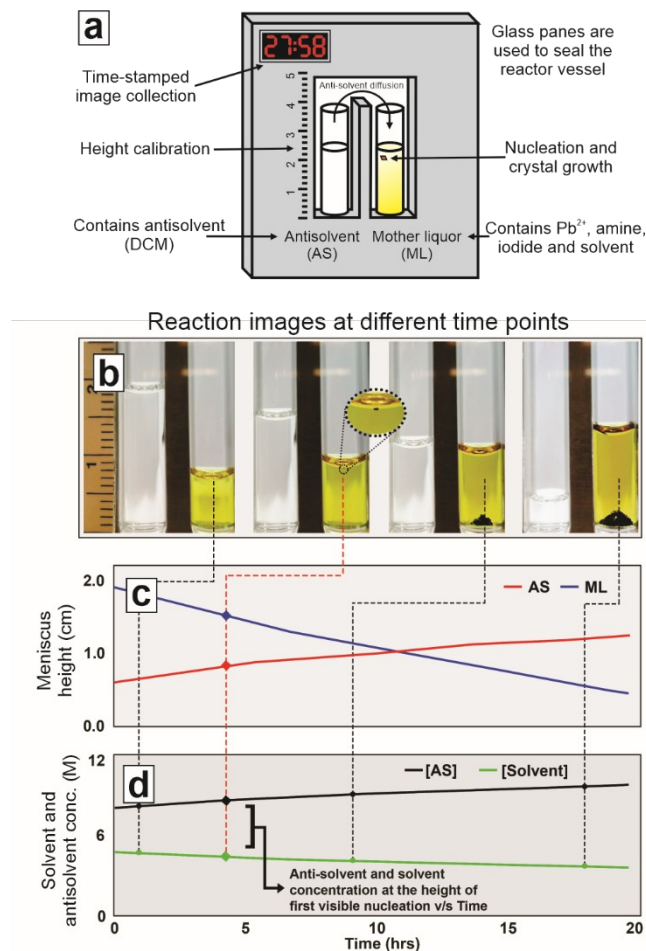 a
27:58
Time-stamped
image collection
Glass panes are
used to seal the
reactor vessel
5
4
3
2
1
Anti-solvent diffusion
Height calibration
Nucleation and
crystal growth
Contains antisolvent
(DCM)
Antisolvent
(AS)
Mother liquor
(ML)
Contains Pb²⁺, amine,
iodide and solvent
Reaction images at different time points
b
2
1
c
AS
ML
Meniscus
height (cm)
2.0
1.0
0.0
d
[AS]
[Solvent]
Solvent and
antisolvent conc. (M)
12
6
0
Anti-solvent and solvent
concentration at the height of
first visible nucleation v/s Time
0
5
10
15
20
Time (hrs)